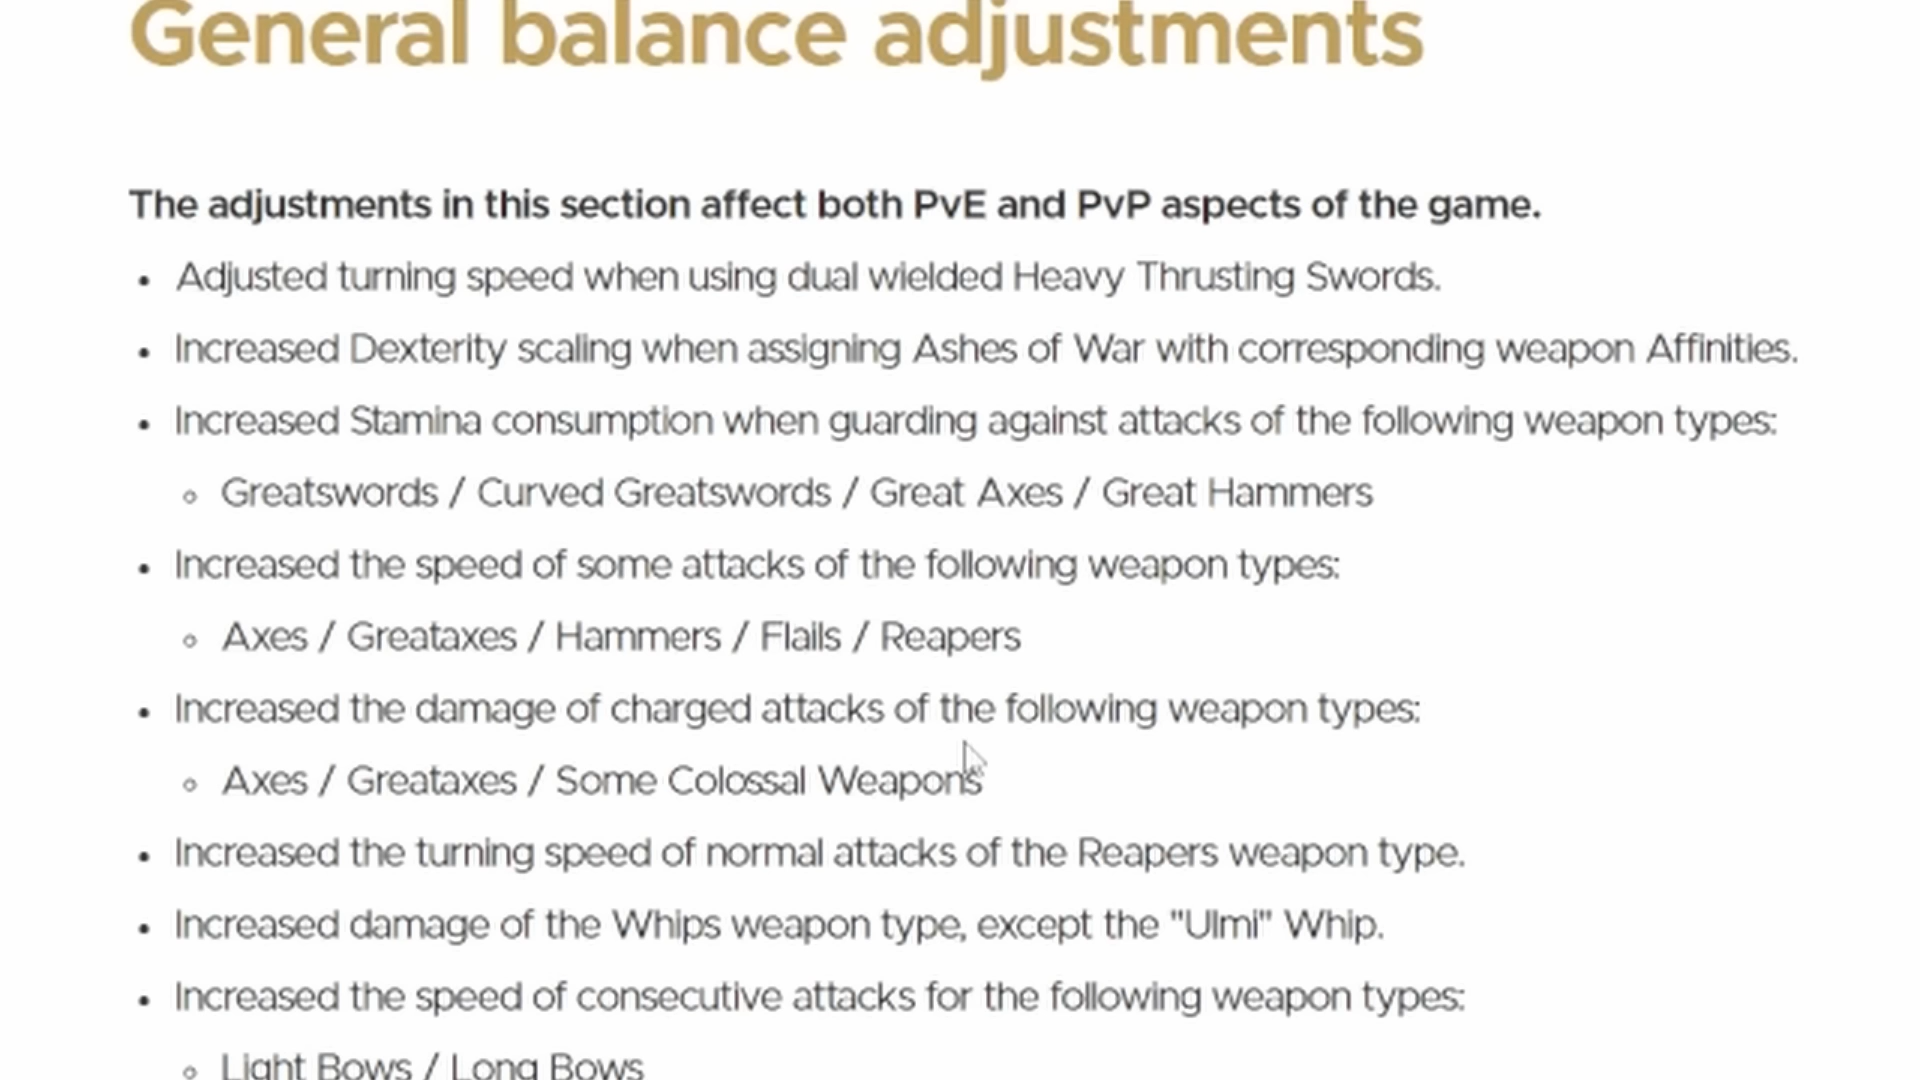 General balance adjustments
The adjustments in this section affect both PvE and PvP aspects of the game.
• Adjusted turning speed when using dual wielded Heavy Thrusting Swords.
• Increased Dexterity scaling when assigning Ashes of War with corresponding weapon Affinities.
• Increased Stamina consumption when guarding against attacks of the following weapon types:
◦ Greatswords / Curved Greatswords / Great Axes / Great Hammers
• Increased the speed of some attacks of the following weapon types:
◦ Axes / Greataxes / Hammers / Flails / Reapers
• Increased the damage of charged attacks of the following weapon types:
◦ Axes / Greataxes / Some Colossal Weapons
• Increased the turning speed of normal attacks of the Reapers weapon type.
• Increased damage of the Whips weapon type, except the "Ulmi" Whip.
• Increased the speed of consecutive attacks for the following weapon types:
◦ Light Bows / Long Bows